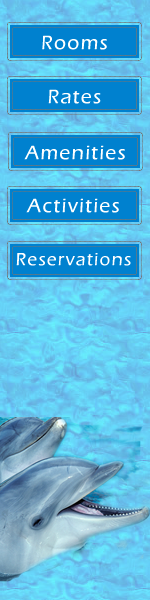 Rooms
Rates
Amenities
Activities
Reservations